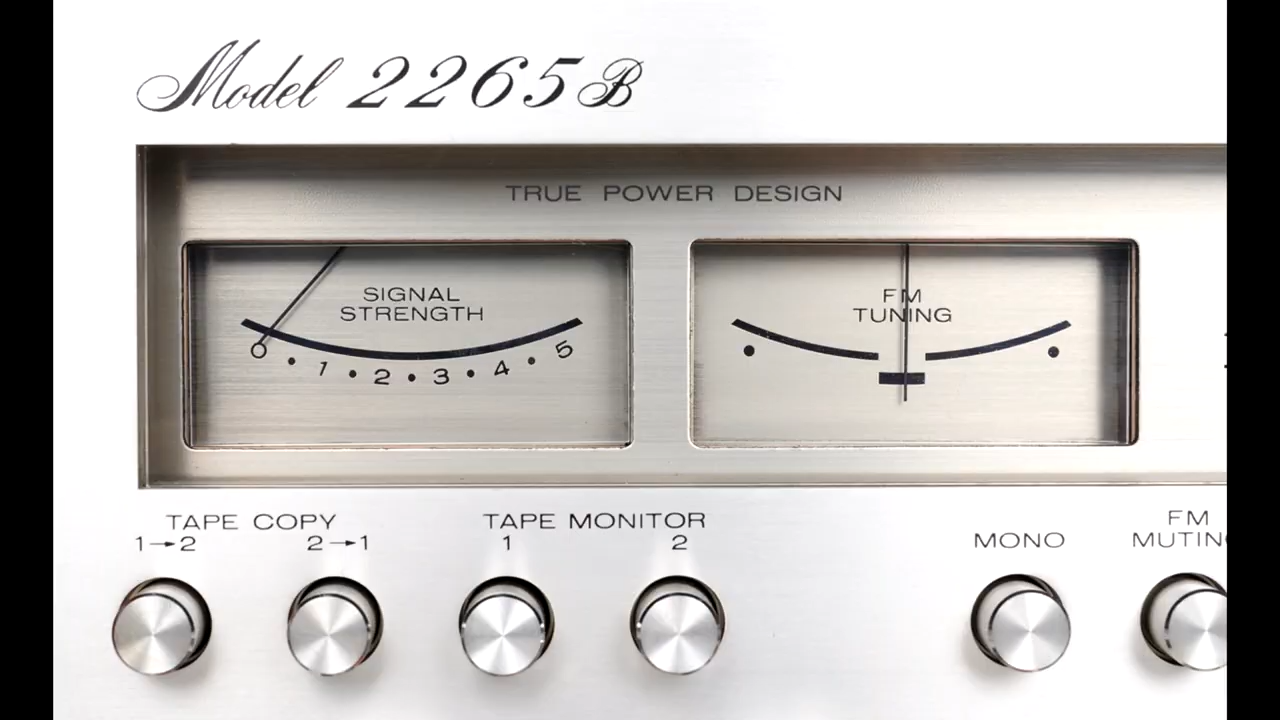 Model 2265B
TRUE POWER DESIGN
SIGNAL
STRENGTH
0 • 1 • 2 • 3 • 4 • 5
FM
TUNING
TAPE COPY
1→2 2→1
TAPE MONITOR
1 2
MONO
FM
MUTIN